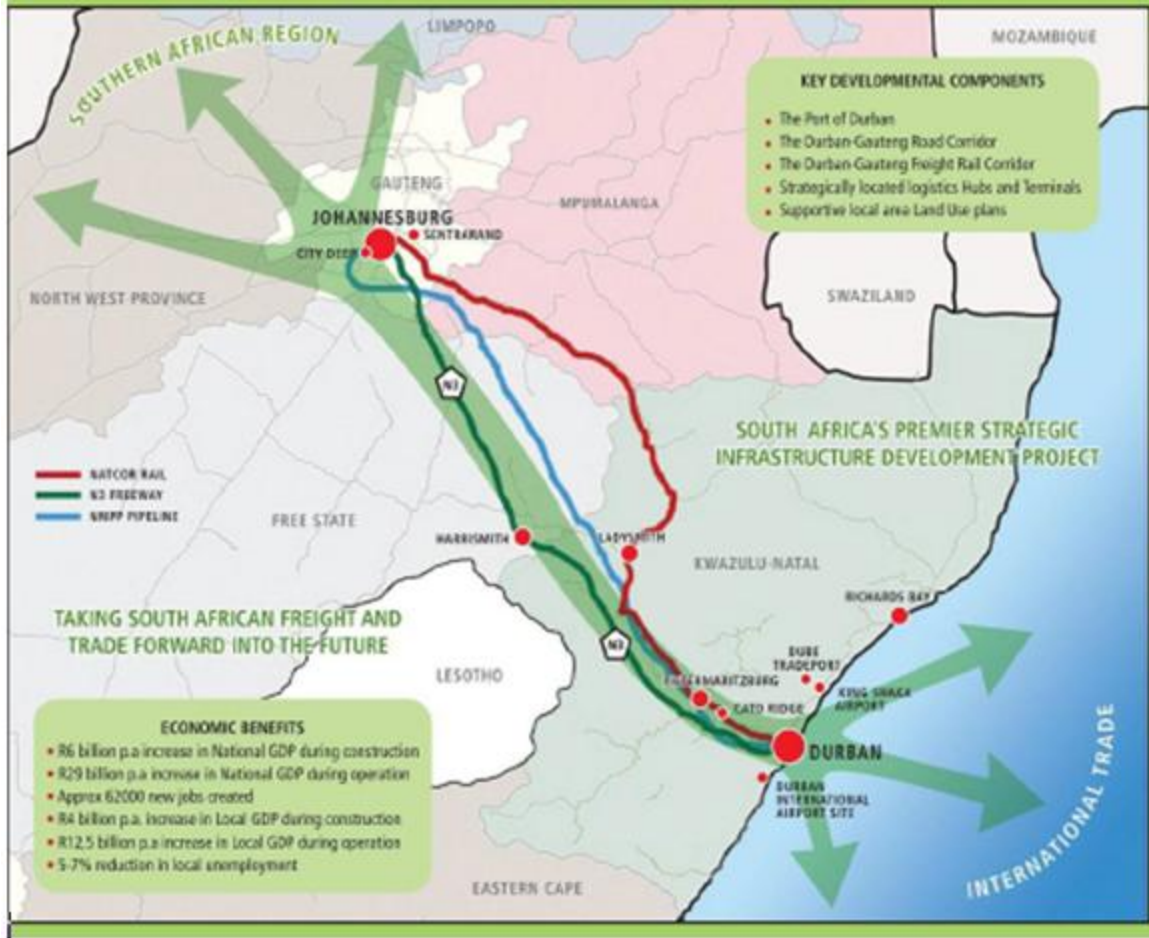 SOUTHERN AFRICAN REGION
LIMPOPO
MOZAMBIQUE
KEY DEVELOPMENTAL COMPONENTS
• The Port of Durban
• The Durban-Gauteng Road Corridor
• The Durban-Gauteng Freight Rail Corridor
• Strategically located logistics Hubs and Terminals
• Supportive local area Land Use plans
GAUTENG
MPUMALANGA
JOHANNESBURG
SENTRARAND
CITY DEEP
NORTH WEST PROVINCE
SWAZILAND
N3
SOUTH AFRICA'S PREMIER STRATEGIC
INFRASTRUCTURE DEVELOPMENT PROJECT
NATCOR RAIL
N3 FREEWAY
NMPP PIPELINE
FREE STATE
HARRISMITH
LADYSMITH
KWAZULU-NATAL
RICHARDS BAY
TAKING SOUTH AFRICAN FREIGHT AND
TRADE FORWARD INTO THE FUTURE
N3
LESOTHO
DUBE
TRADEPORT
PIETERMARITZBURG
KING SHAKA
AIRPORT
CATO RIDGE
DURBAN
DURBAN
INTERNATIONAL
AIRPORT SITE
ECONOMIC BENEFITS
• R6 billion p.a increase in National GDP during construction
• R29 billion p.a increase in National GDP during operation
• Approx 62000 new jobs created
• R4 billion p.a. increase in Local GDP during construction
• R12.5 billion p.a increase in Local GDP during operation
• 5-7% reduction in local unemployment
EASTERN CAPE
INTERNATIONAL TRADE